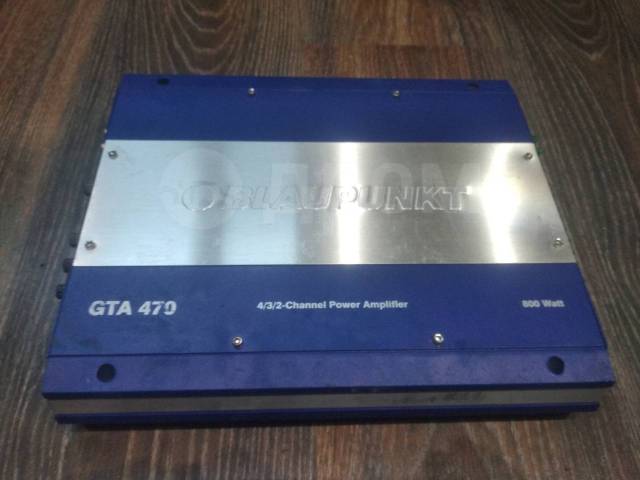 BLAUPUNKT
GTA 470
4/3/2-Channel Power Amplifier
800 Watt